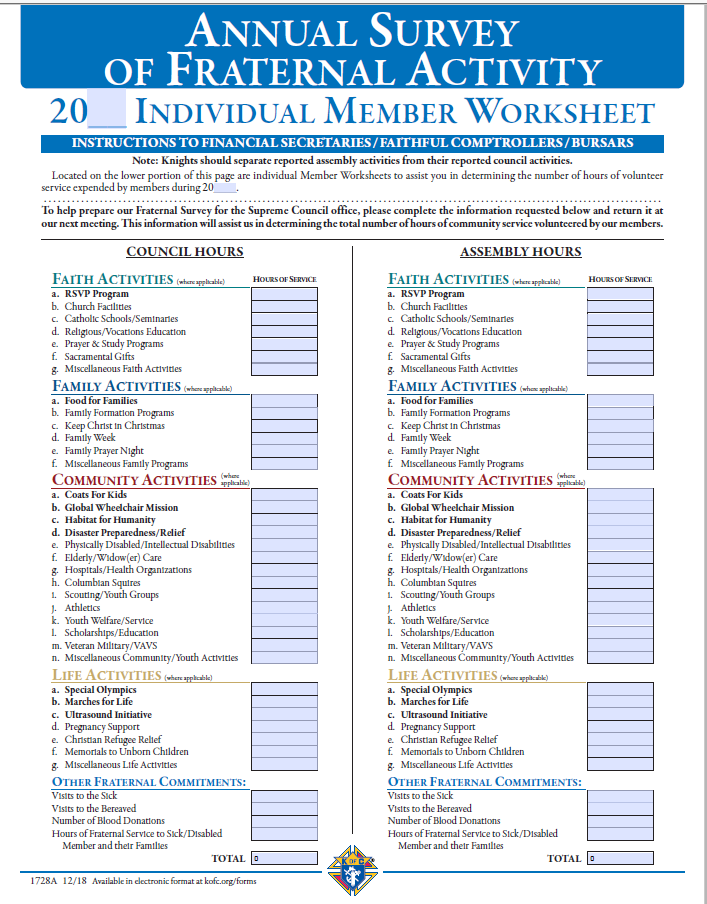 ANNUAL SURVEY
OF FRATERNAL ACTIVITY
20 INDIVIDUAL MEMBER WORKSHEET
INSTRUCTIONS TO FINANCIAL SECRETARIES/FAITHFUL COMPTROLLERS/BURSARS
Note: Knights should separate reported assembly activities from their reported council activities.
Located on the lower portion of this page are individual Member Worksheets to assist you in determining the number of hours of volunteer
service expended by members during 20 .
To help prepare our Fraternal Survey for the Supreme Council office, please complete the information requested below and return it at
our next meeting. This information will assist us in determining the total number of hours of community service volunteered by our members.
COUNCIL HOURS
FAITH ACTIVITIES (where applicable) HOURS OF SERVICE
a. RSVP Program
b. Church Facilities
c. Catholic Schools/Seminaries
d. Religious/Vocations Education
e. Prayer & Study Programs
f. Sacramental Gifts
g. Miscellaneous Faith Activities
FAMILY ACTIVITIES (where applicable)
a. Food for Families
b. Family Formation Programs
c. Keep Christ in Christmas
d. Family Week
e. Family Prayer Night
f. Miscellaneous Family Programs
COMMUNITY ACTIVITIES (where applicable)
a. Coats For Kids
b. Global Wheelchair Mission
c. Habitat for Humanity
d. Disaster Preparedness/Relief
e. Physically Disabled/Intellectual Disabilities
f. Elderly/Widow(er) Care
g. Hospitals/Health Organizations
h. Columbian Squires
i. Scouting/Youth Groups
j. Athletics
k. Youth Welfare/Service
l. Scholarships/Education
m. Veteran Military/VAVS
n. Miscellaneous Community/Youth Activities
LIFE ACTIVITIES (where applicable)
a. Special Olympics
b. Marches for Life
c. Ultrasound Initiative
d. Pregnancy Support
e. Christian Refugee Relief
f. Memorials to Unborn Children
g. Miscellaneous Life Activities
OTHER FRATERNAL COMMITMENTS:
Visits to the Sick
Visits to the Bereaved
Number of Blood Donations
Hours of Fraternal Service to Sick/Disabled
Member and their Families
TOTAL 0
ASSEMBLY HOURS
FAITH ACTIVITIES (where applicable) HOURS OF SERVICE
a. RSVP Program
b. Church Facilities
c. Catholic Schools/Seminaries
d. Religious/Vocations Education
e. Prayer & Study Programs
f. Sacramental Gifts
g. Miscellaneous Faith Activities
FAMILY ACTIVITIES (where applicable)
a. Food for Families
b. Family Formation Programs
c. Keep Christ in Christmas
d. Family Week
e. Family Prayer Night
f. Miscellaneous Family Programs
COMMUNITY ACTIVITIES (where applicable)
a. Coats For Kids
b. Global Wheelchair Mission
c. Habitat for Humanity
d. Disaster Preparedness/Relief
e. Physically Disabled/Intellectual Disabilities
f. Elderly/Widow(er) Care
g. Hospitals/Health Organizations
h. Columbian Squires
i. Scouting/Youth Groups
j. Athletics
k. Youth Welfare/Service
l. Scholarships/Education
m. Veteran Military/VAVS
n. Miscellaneous Community/Youth Activities
LIFE ACTIVITIES (where applicable)
a. Special Olympics
b. Marches for Life
c. Ultrasound Initiative
d. Pregnancy Support
e. Christian Refugee Relief
f. Memorials to Unborn Children
g. Miscellaneous Life Activities
OTHER FRATERNAL COMMITMENTS:
Visits to the Sick
Visits to the Bereaved
Number of Blood Donations
Hours of Fraternal Service to Sick/Disabled
Member and their Families
TOTAL 0
K OF C
1728A 12/18 Available in electronic format at kofc.org/forms